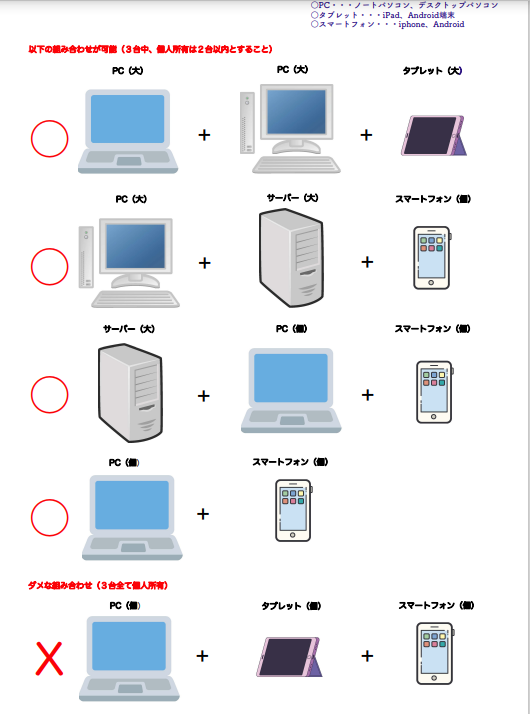 ○PC・・・ノートパソコン、デスクトップパソコン
○タブレット・・・iPad、Android端末
○スマートフォン・・・iphone、Android
以下の組み合わせが可能（３台中、個人所有は２台以内とすること）
PC（大） PC（大） タブレット（大）
+ +
PC（大） サーバー（大） スマートフォン（個）
+ +
サーバー（大） PC（個） スマートフォン（個）
+ +
PC（個） スマートフォン（個）
+
ダメな組み合わせ（３台全て個人所有）
PC（個） タブレット（個） スマートフォン（個）
+ +